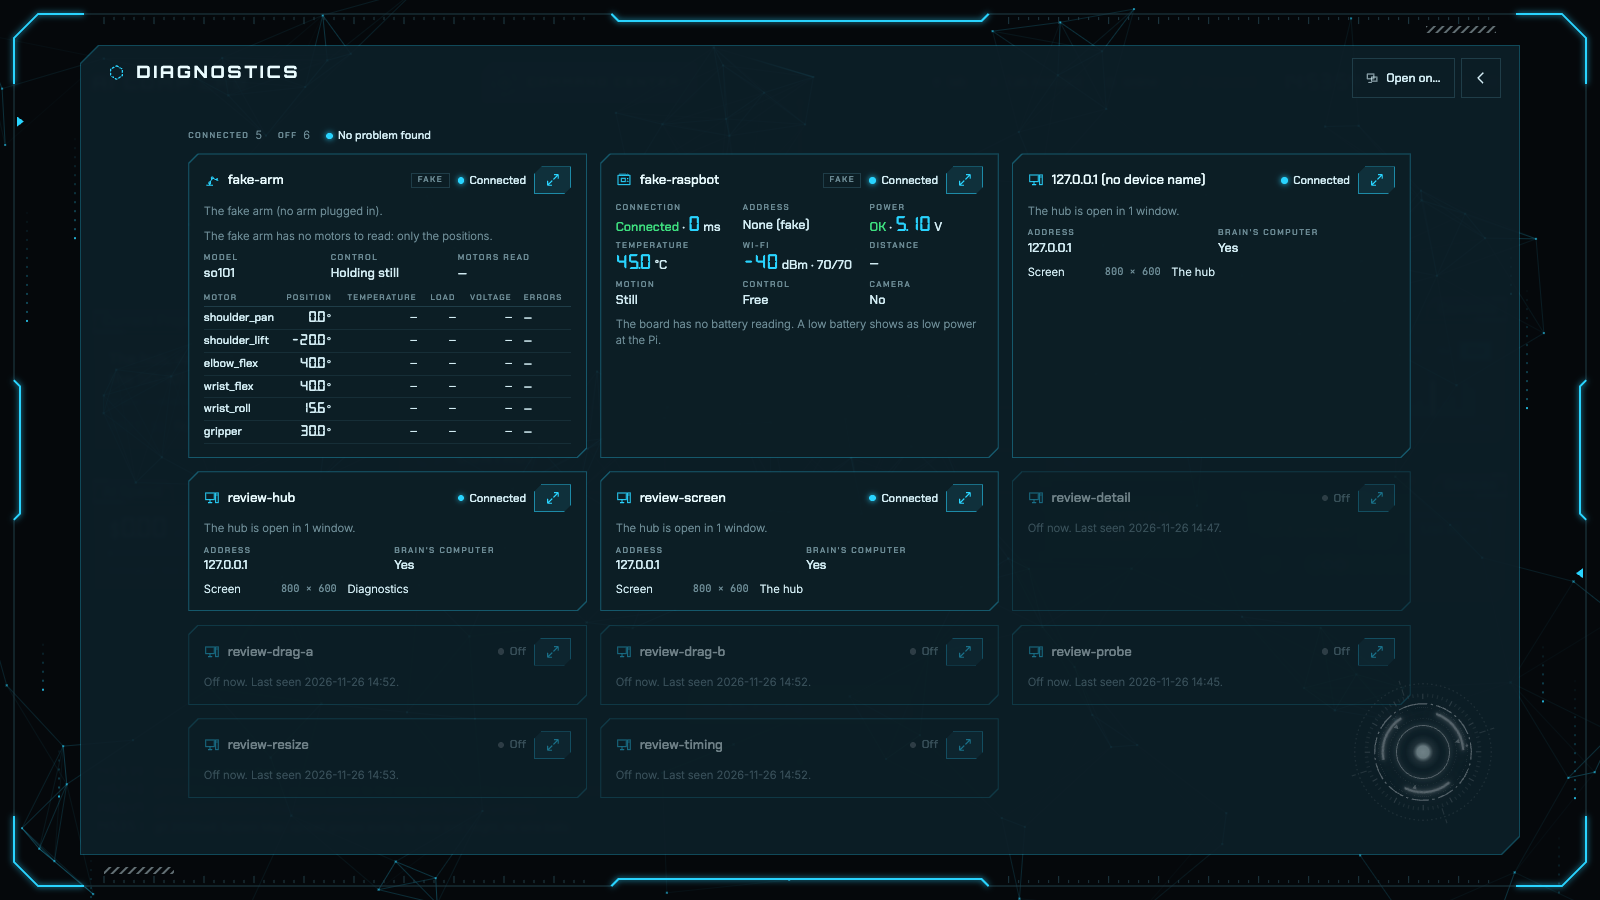 DIAGNOSTICS
Open on...
CONNECTED 5 OFF 6 No problem found
fake-arm FAKE Connected
The fake arm (no arm plugged in).
The fake arm has no motors to read: only the positions.
MODEL CONTROL MOTORS READ
so101 Holding still –
MOTOR POSITION TEMPERATURE LOAD VOLTAGE ERRORS
shoulder_pan 0.0° – – – –
shoulder_lift -20.0° – – – –
elbow_flex 40.0° – – – –
wrist_flex 40.0° – – – –
wrist_roll 15.6° – – – –
gripper 30.0° – – – –
fake-raspbot FAKE Connected
CONNECTION ADDRESS POWER
Connected · 0 ms None (fake) OK · 5.10 V
TEMPERATURE WI-FI DISTANCE
45.0 °C -40 dBm · 70/70 –
MOTION CONTROL CAMERA
Still Free No
The board has no battery reading. A low battery shows as low power
at the Pi.
127.0.0.1 (no device name) Connected
The hub is open in 1 window.
ADDRESS BRAIN'S COMPUTER
127.0.0.1 Yes
Screen 800 × 600 The hub
review-hub Connected
The hub is open in 1 window.
ADDRESS BRAIN'S COMPUTER
127.0.0.1 Yes
Screen 800 × 600 Diagnostics
review-screen Connected
The hub is open in 1 window.
ADDRESS BRAIN'S COMPUTER
127.0.0.1 Yes
Screen 800 × 600 The hub
review-detail Off
Off now. Last seen 2026-11-26 14:47.
review-drag-a Off
Off now. Last seen 2026-11-26 14:52.
review-drag-b Off
Off now. Last seen 2026-11-26 14:52.
review-probe Off
Off now. Last seen 2026-11-26 14:45.
review-resize Off
Off now. Last seen 2026-11-26 14:53.
review-timing Off
Off now. Last seen 2026-11-26 14:52.